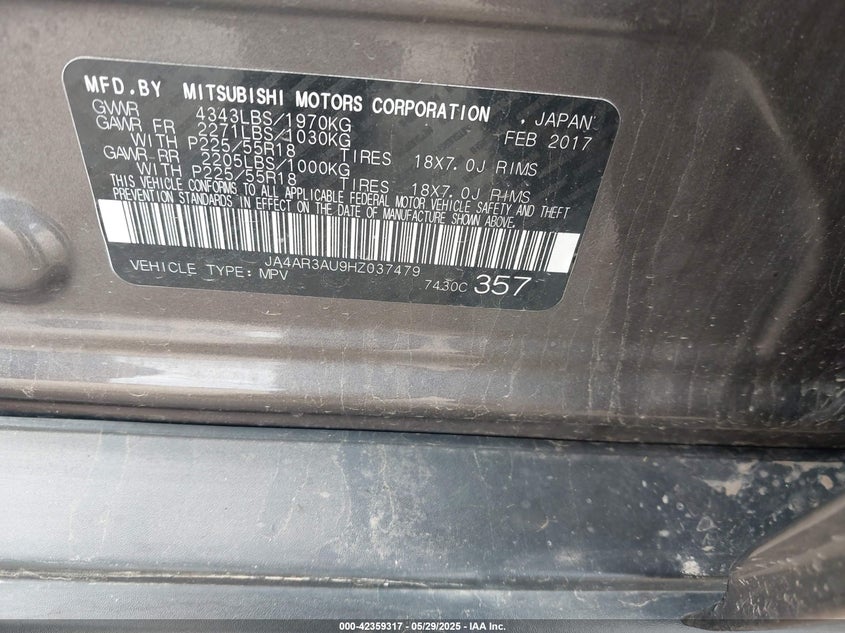 MFD.BY MITSUBISHI MOTORS CORPORATION . JAPAN
GVWR 4343LBS/1970KG FEB 2017
GAWR FR 2271LBS/1030KG
WITH P225/55R18 TIRES 18X7.0J RIMS
GAWR RR 2205LBS/1000KG
WITH P225/55R18 TIRES 18X7.0J RIMS
THIS VEHICLE CONFORMS TO ALL APPLICABLE FEDERAL MOTOR VEHICLE SAFETY AND THEFT
PREVENTION STANDARDS IN EFFECT ON THE DATE OF MANUFACTURE SHOWN ABOVE.
JA4AR3AU9HZ037479
VEHICLE TYPE: MPV 7430C 357
000-42359317 - 05/29/2025 - IAA Inc.